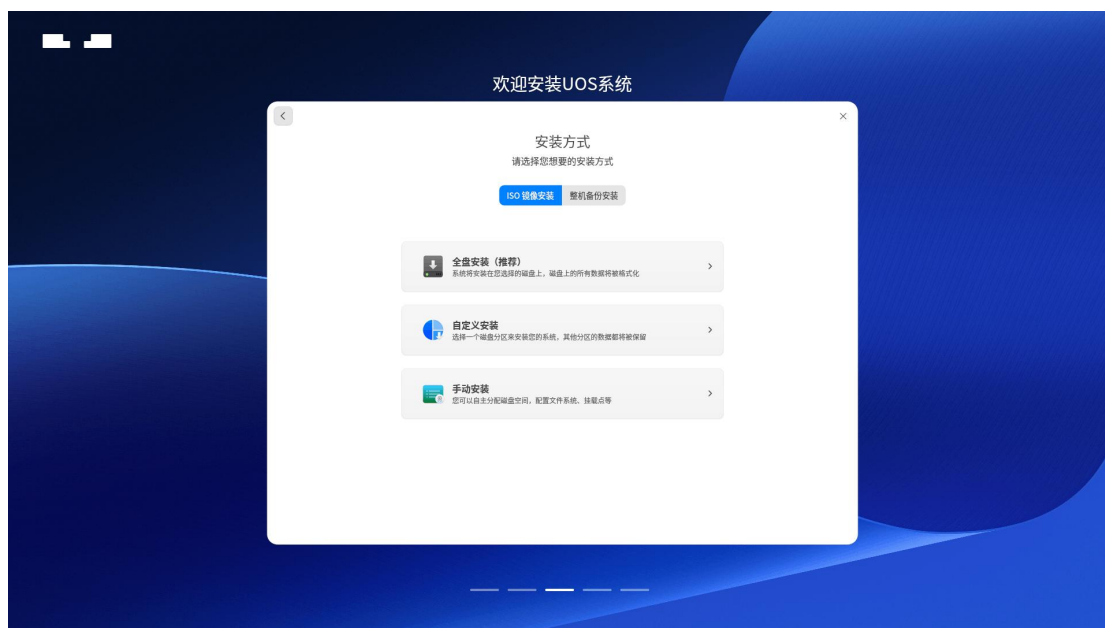 欢迎安装UOS系统
安装方式
请选择您想要的安装方式
ISO 镜像安装 整机备份安装
全盘安装（推荐）
系统将安装在您选择的磁盘上，磁盘上的所有数据将被格式化
自定义安装
选择一个磁盘分区来安装您的系统，其他分区的数据都将被保留
手动安装
您可以自主分配磁盘空间，配置文件系统、挂载点等